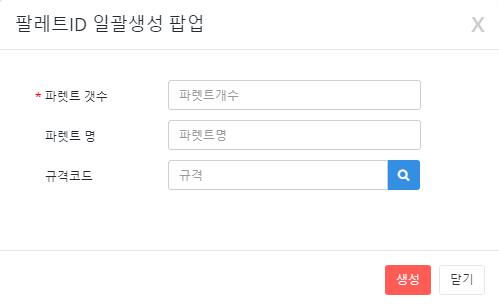 팔레트ID 일괄생성 팝업
X
* 파렛트 갯수
파렛트개수
파렛트 명
파렛트명
규격코드
규격
생성
닫기